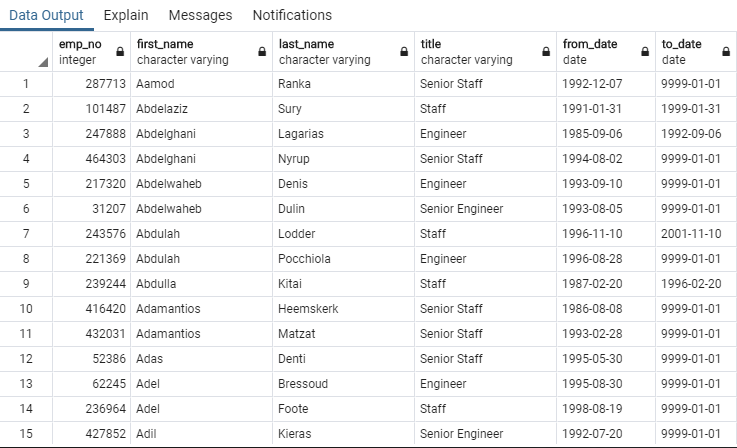 Data Output Explain Messages Notifications
emp_no first_name last_name title from_date to_date
integer character varying character varying character varying date date
1 287713 Aamod Ranka Senior Staff 1992-12-07 9999-01-01
2 101487 Abdelaziz Sury Staff 1991-01-31 1999-01-31
3 247888 Abdelghani Lagarias Engineer 1985-09-06 1992-09-06
4 464303 Abdelghani Nyrup Senior Staff 1994-08-02 9999-01-01
5 217320 Abdelwaheb Denis Engineer 1993-09-10 9999-01-01
6 31207 Abdelwaheb Dulin Senior Engineer 1993-08-05 9999-01-01
7 243576 Abdulah Lodder Staff 1996-11-10 2001-11-10
8 221369 Abdulah Pocchiola Engineer 1996-08-28 9999-01-01
9 239244 Abdulla Kitai Staff 1987-02-20 1996-02-20
10 416420 Adamantios Heemskerk Senior Staff 1986-08-08 9999-01-01
11 432031 Adamantios Matzat Senior Staff 1993-02-28 9999-01-01
12 52386 Adas Denti Senior Staff 1995-05-30 9999-01-01
13 62245 Adel Bressoud Engineer 1995-08-30 9999-01-01
14 236964 Adel Foote Staff 1998-08-19 9999-01-01
15 427852 Adil Kieras Senior Engineer 1992-07-20 9999-01-01